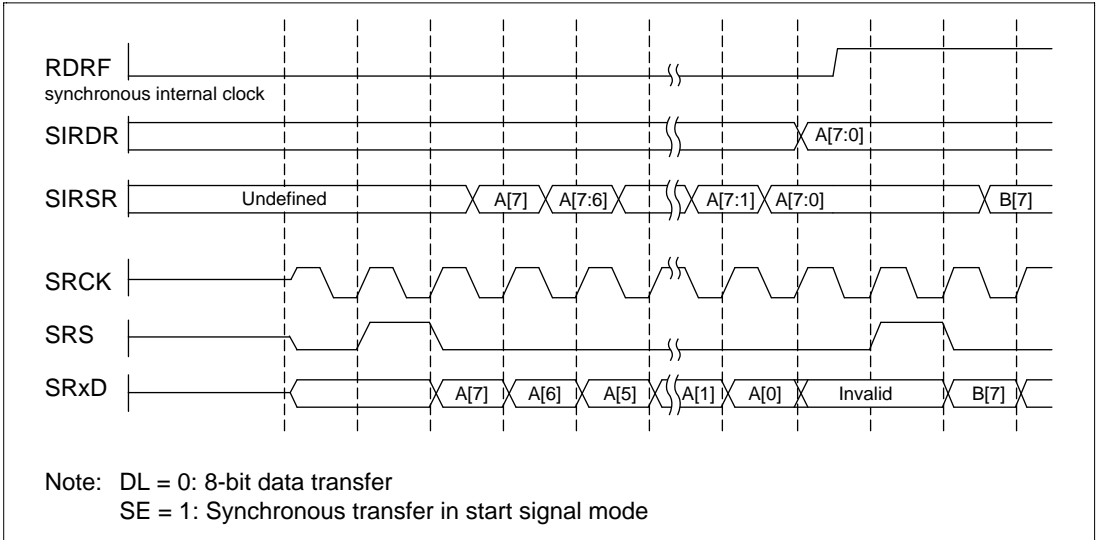 RDRF
synchronous internal clock
SIRDR A[7:0]
SIRSR Undefined A[7] A[7:6] A[7:1] A[7:0] B[7]
SRCK
SRS
SRxD A[7] A[6] A[5] A[1] A[0] Invalid B[7]
Note: DL = 0: 8-bit data transfer
SE = 1: Synchronous transfer in start signal mode